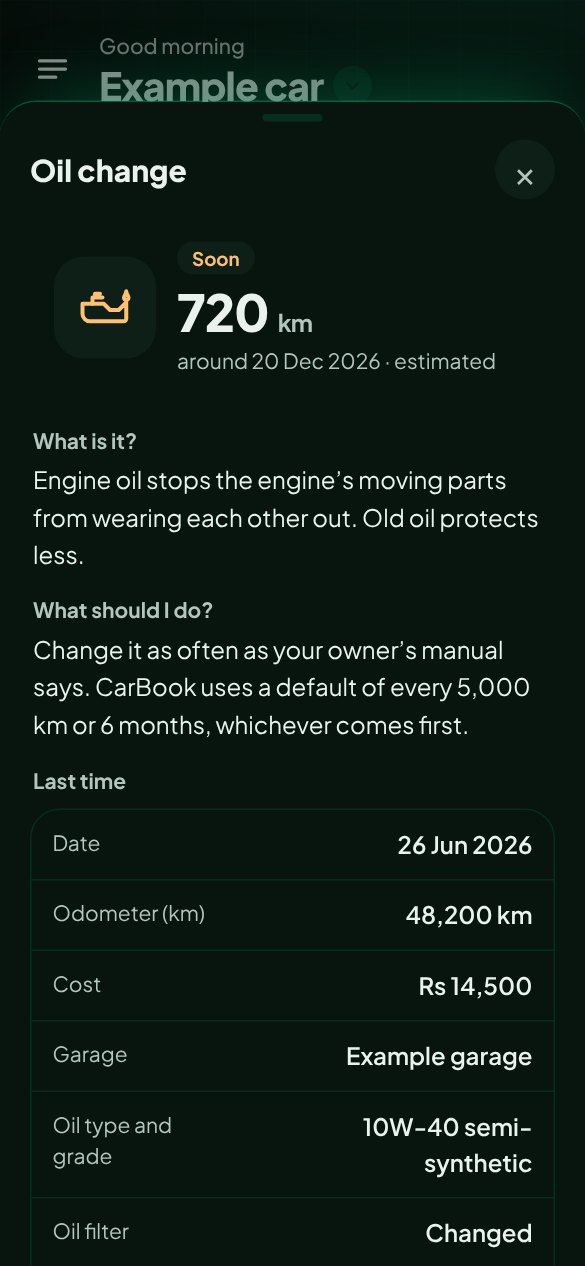 Good morning
Example car
Oil change
Soon
720 km
around 20 Dec 2026 · estimated
What is it?
Engine oil stops the engine’s moving parts
from wearing each other out. Old oil protects
less.
What should I do?
Change it as often as your owner’s manual
says. CarBook uses a default of every 5,000
km or 6 months, whichever comes first.
Last time
Date 26 Jun 2026
Odometer (km) 48,200 km
Cost Rs 14,500
Garage Example garage
Oil type and grade 10W-40 semi-
synthetic
Oil filter Changed